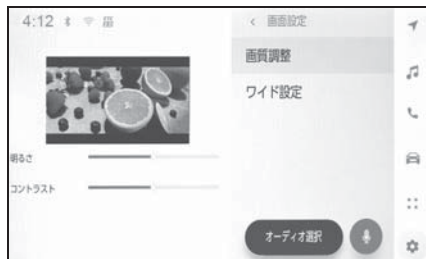 4:12
明るさ
コントラスト
画面設定
画質調整
ワイド設定
オーディオ選択